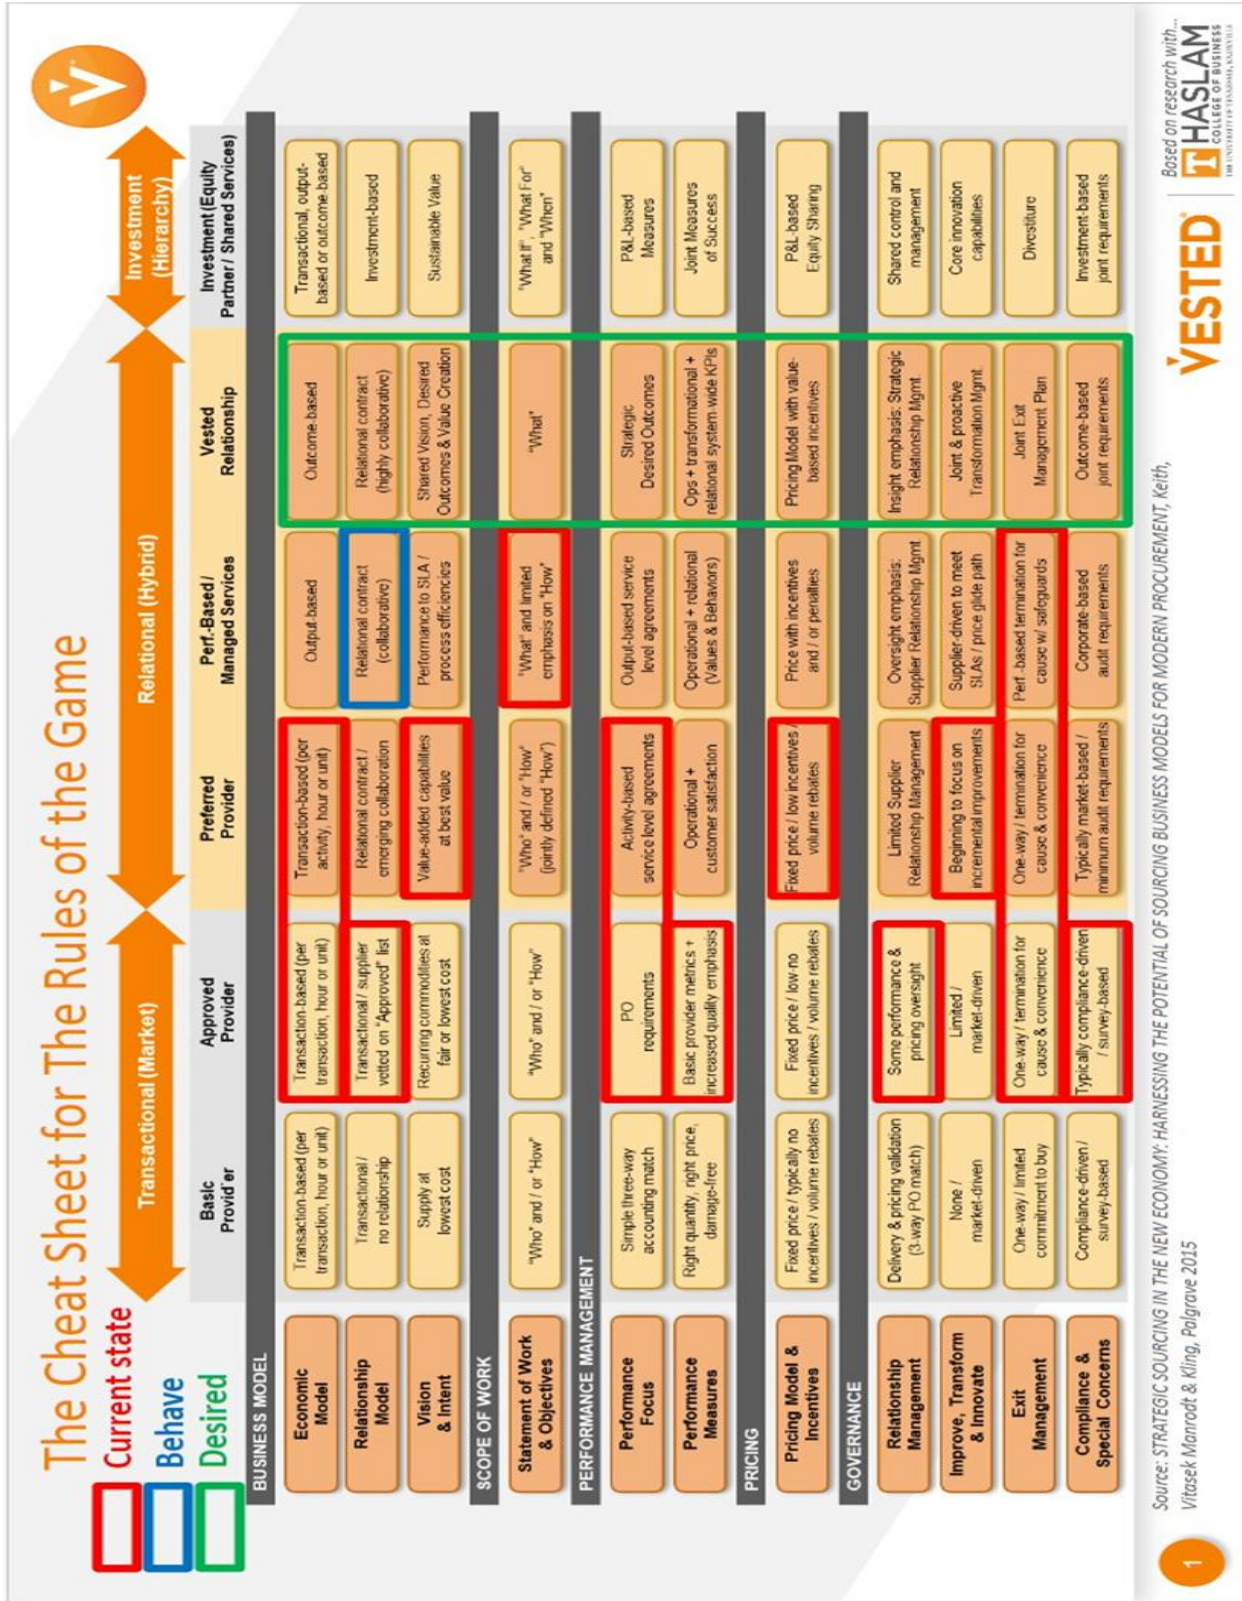 The Cheat Sheet for The Rules of the Game
Current state
Behave
Desired
Transactional (Market)
Relational (Hybrid)
Investment
(Hierarchy)
Basic
Provid'er
Approved
Provider
Preferred
Provider
Perf.-Based /
Managed Services
Vested
Relationship
Investment (Equity
Partner / Shared Services)
BUSINESS MODEL
Economic
Model
Transaction-based (per
transaction, hour or unit)
Transaction-based (per
transaction, hour or unit)
Transaction-based (per
activity, hour or unit)
Output-based
Outcome-based
Transactional, output-
based or outcome-based
Relationship
Model
Transactional /
no relationship
Transactional / supplier
vetted on "Approved" list
Relational contract /
emerging collaboration
Relational contract
(collaborative)
Relational contract
(highly collaborative)
Investment-based
Vision
& Intent
Supply at
lowest cost
Recurring commodities at
fair or lowest cost
Value-added capabilities
at best value
Performance to SLA /
process efficiencies
Shared Vision, Desired
Outcomes & Value Creation
Sustainable Value
SCOPE OF WORK
Statement of Work
& Objectives
"Who" and / or "How"
"Who" and / or "How"
"Who" and / or "How"
(jointly defined "How")
"What" and limited
emphasis on "How"
"What"
"What If", "What For"
and "When"
PERFORMANCE MANAGEMENT
Performance
Focus
Simple three-way
accounting match
PO
requirements
Activity-based
service level agreements
Output-based service
level agreements
Strategic
Desired Outcomes
P&L-based
Measures
Performance
Measures
Right quantity, right price,
damage-free
Basic provider metrics +
increased quality emphasis
Operational +
customer satisfaction
Operational + relational
(Values & Behaviors)
Ops + transformational +
relational system-wide KPIs
Joint Measures
of Success
PRICING
Pricing Model &
Incentives
Fixed price / typically no
incentives / volume rebates
Fixed price / low-no
incentives / volume rebates
Fixed price / low incentives /
volume rebates
Price with incentives
and / or penalties
Pricing Model with value-
based incentives
P&L-based
Equity Sharing
GOVERNANCE
Relationship
Management
Delivery & pricing validation
(3-way PO match)
Some performance &
pricing oversight
Limited Supplier
Relationship Management
Oversight emphasis:
Supplier Relationship Mgmt
Insight emphasis: Strategic
Relationship Mgmt.
Shared control and
management
Improve, Transform
& Innovate
None /
market-driven
Limited /
market-driven
Beginning to focus on
incremental improvements
Supplier-driven to meet
SLAs / price glide path
Joint & proactive
Transformation Mgmt.
Core innovation
capabilities
Exit
Management
One-way / limited
commitment to buy
One-way / termination for
cause & convenience
One-way / termination for
cause & convenience
Perf.-based termination for
cause w/ safeguards
Joint Exit
Management Plan
Divestiture
Compliance &
Special Concerns
Compliance-driven /
survey-based
Typically compliance-driven
/ survey-based
Typically market-based /
minimum audit requirements
Corporate-based
audit requirements
Outcome-based
joint requirements
Investment-based
joint requirements
1
Source: STRATEGIC SOURCING IN THE NEW ECONOMY: HARNESSING THE POTENTIAL OF SOURCING BUSINESS MODELS FOR MODERN PROCUREMENT, Keith,
Vitasek Manrodt & Kling, Palgrave 2015
VESTED®
Based on research with...
T HASLAM
COLLEGE OF BUSINESS
THE UNIVERSITY OF TENNESSEE, KNOXVILLE
V